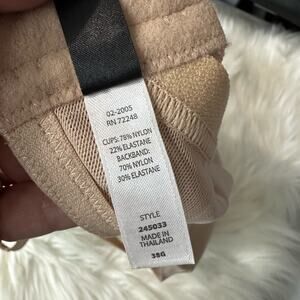 02-2005
RN 72248
CUPS: 78% NYLON
22% ELASTANE
BACKBAND:
70% NYLON
30% ELASTANE
STYLE
245033
MADE IN
THAILAND
38G